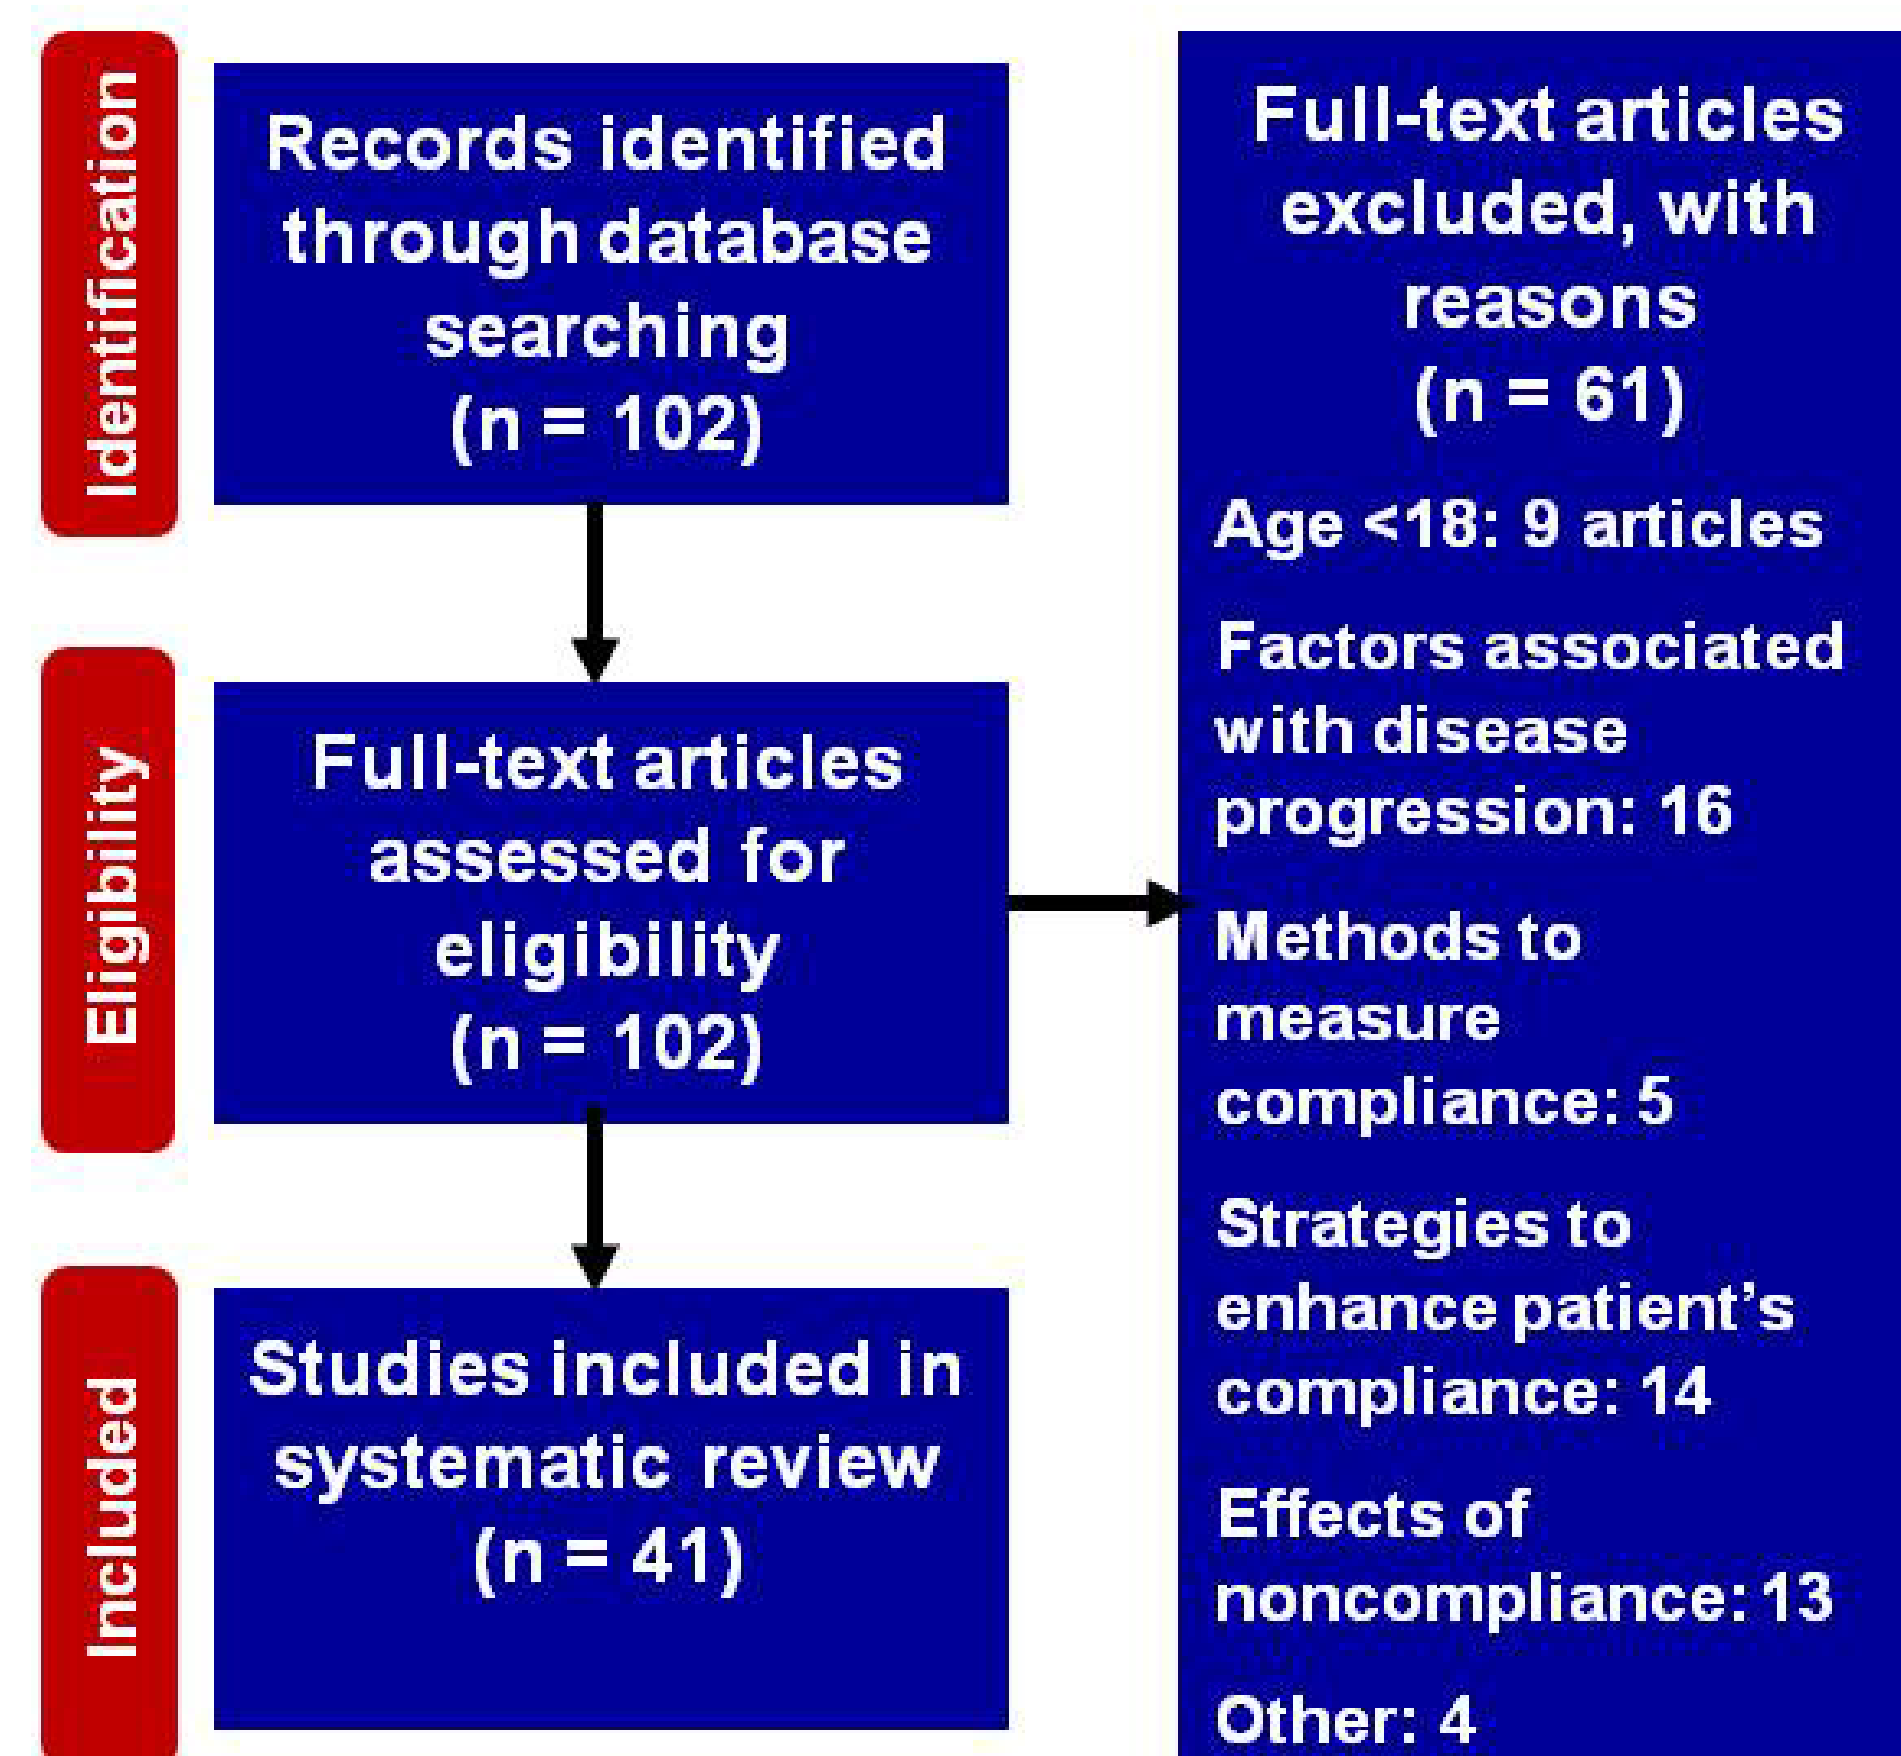 Identification
Records identified
through database
searching
(n = 102)
Eligibility
Full-text articles
assessed for
eligibility
(n = 102)
Included
Studies included in
systematic review
(n = 41)
Full-text articles
excluded, with
reasons
(n = 61)
Age <18: 9 articles
Factors associated
with disease
progression: 16
Methods to
measure
compliance: 5
Strategies to
enhance patient’s
compliance: 14
Effects of
noncompliance: 13
Other: 4